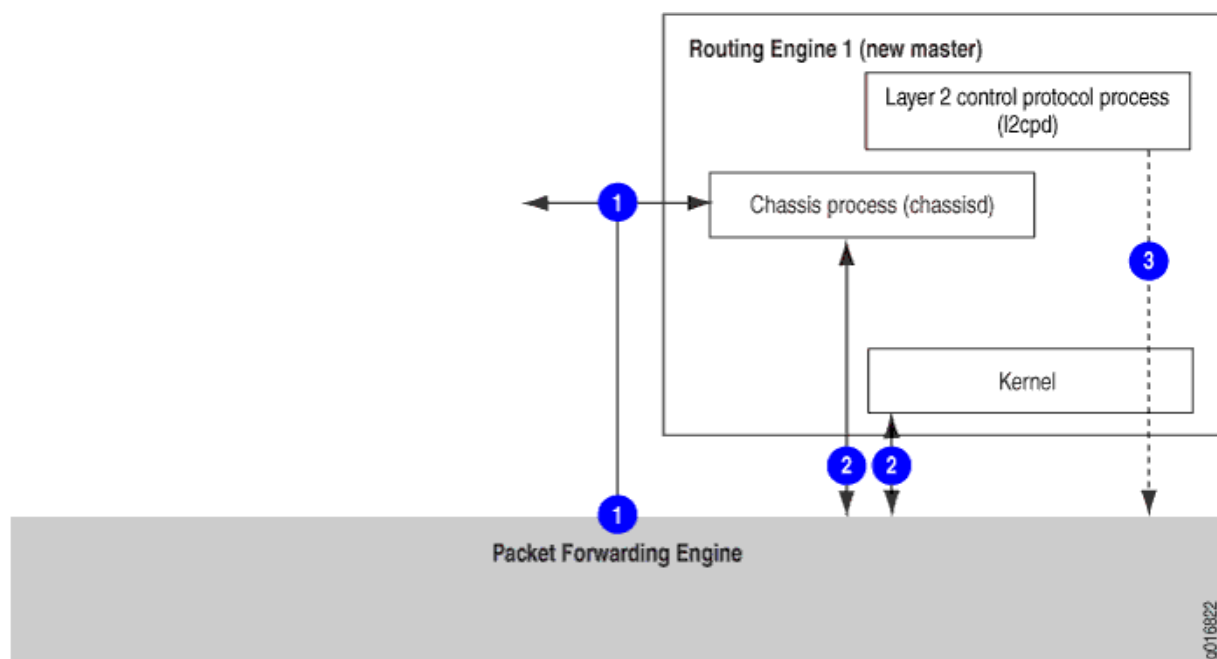 Routing Engine 1 (new master)
Layer 2 control protocol process
(l2cpd)
1
1
Chassis process (chassisd)
3
Kernel
2
2
Packet Forwarding Engine
g016822